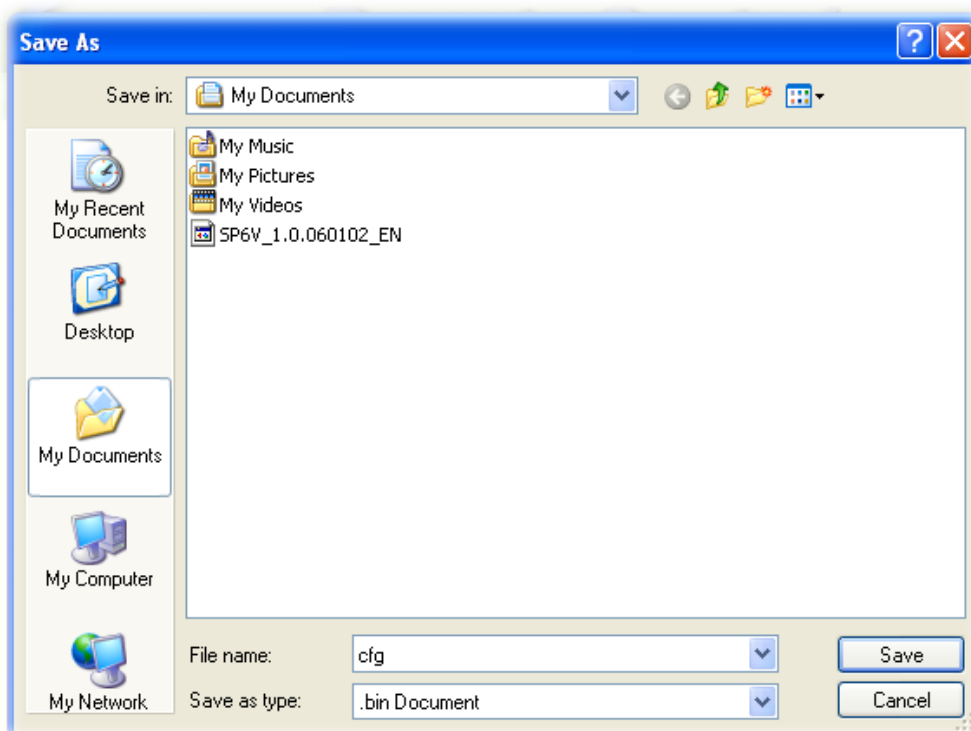 Save As
Save in:
My Documents
My Recent
Documents
Desktop
My Documents
My Computer
My Network
My Music
My Pictures
My Videos
SP6V_1.0.060102_EN
File name:
cfg
Save
Save as type:
.bin Document
Cancel